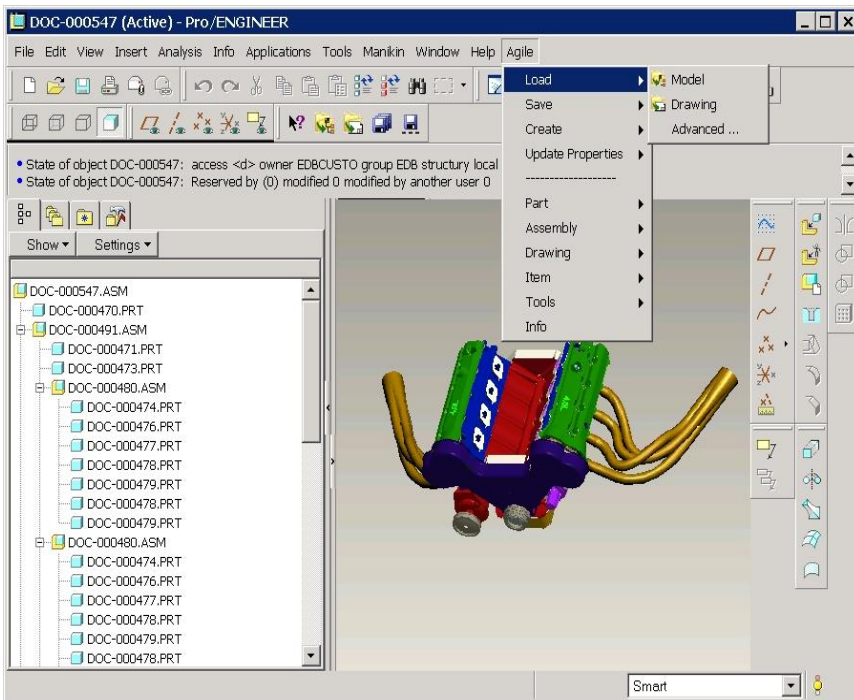 DOC-000547 (Active) - Pro/ENGINEER
File Edit View Insert Analysis Info Applications Tools Manikin Window Help Agile
Load
Save
Create
Update Properties
--------------------
Part
Assembly
Drawing
Item
Tools
Info
Model
Drawing
Advanced ...
• State of object DOC-000547: access <d> owner EDBCUSTO group EDB structury local
• State of object DOC-000547: Reserved by (0) modified 0 modified by another user 0
Show Settings
DOC-000547.ASM
DOC-000470.PRT
DOC-000491.ASM
DOC-000471.PRT
DOC-000473.PRT
DOC-000480.ASM
DOC-000474.PRT
DOC-000476.PRT
DOC-000477.PRT
DOC-000478.PRT
DOC-000479.PRT
DOC-000478.PRT
DOC-000479.PRT
DOC-000480.ASM
DOC-000474.PRT
DOC-000476.PRT
DOC-000477.PRT
DOC-000478.PRT
DOC-000479.PRT
DOC-000478.PRT
Smart